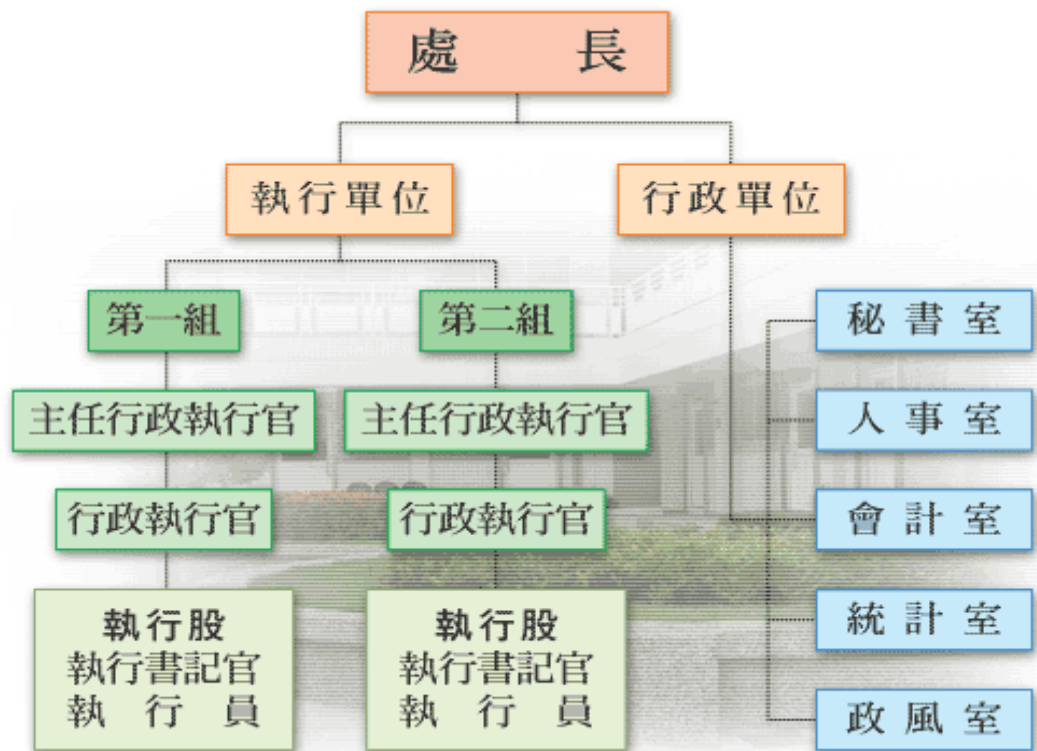 處長
執行單位
行政單位
第一組
第二組
主任行政執行官
主任行政執行官
行政執行官
行政執行官
執行股
執行書記官
執行員
執行股
執行書記官
執行員
秘書室
人事室
會計室
統計室
政風室